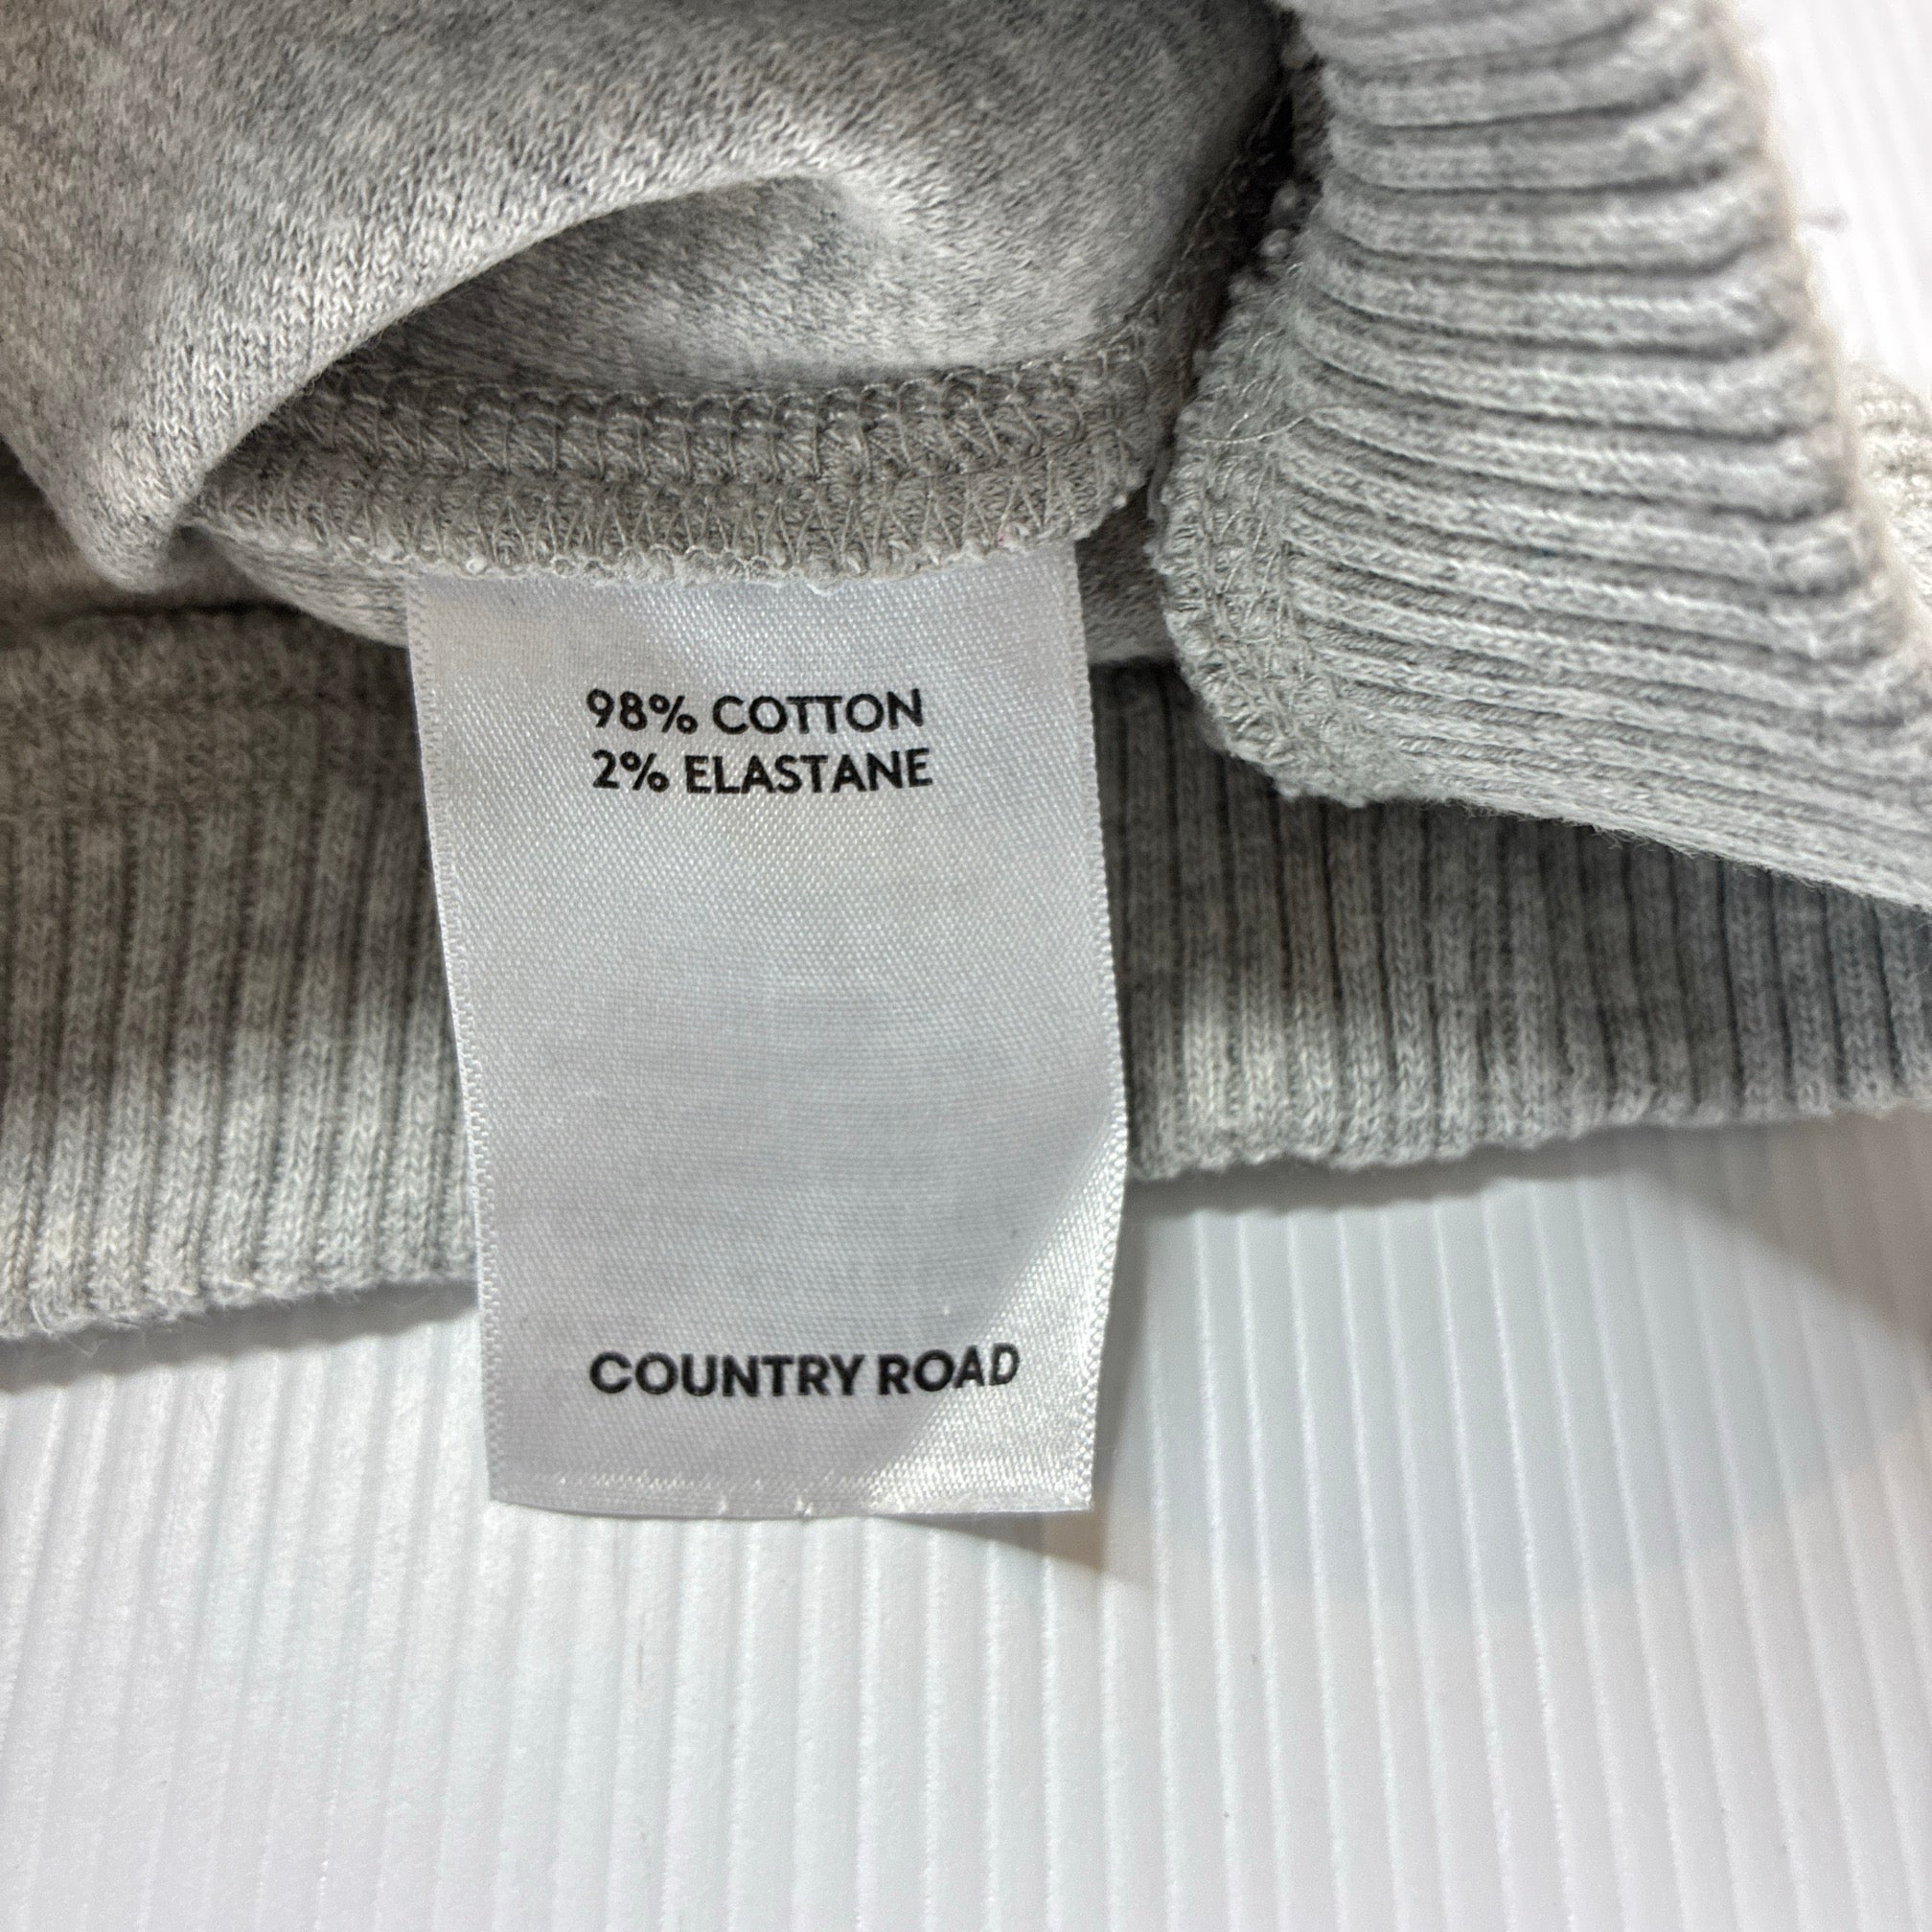 98% COTTON
2% ELASTANE
COUNTRY ROAD